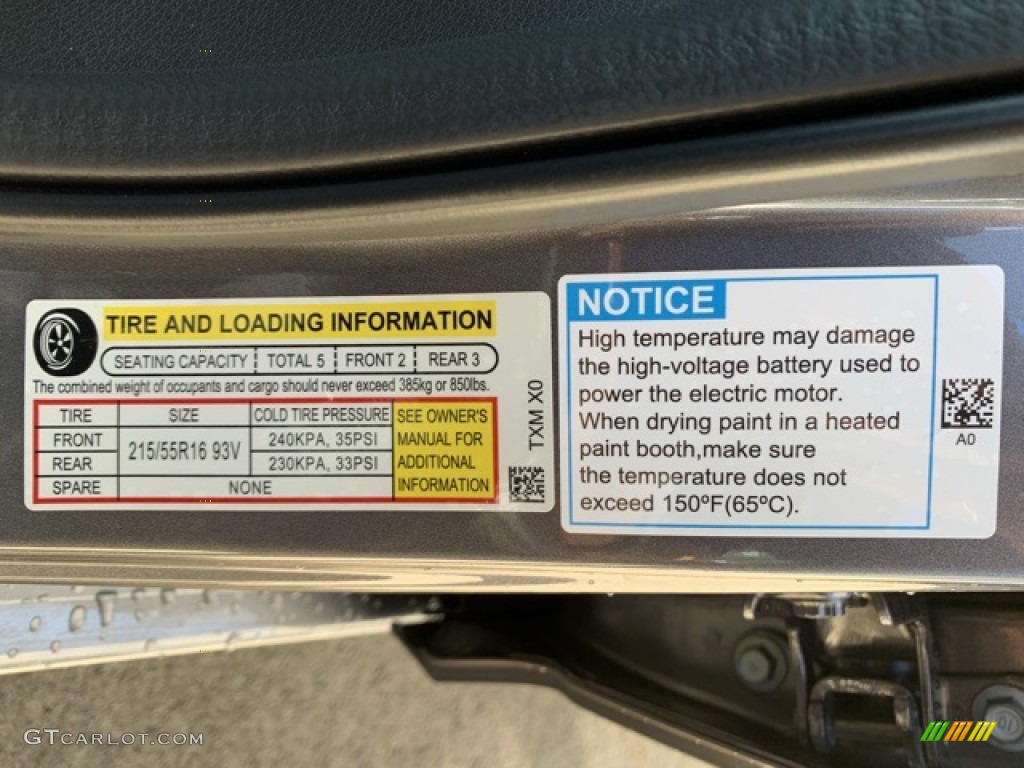 TIRE AND LOADING INFORMATION
SEATING CAPACITY TOTAL 5 FRONT 2 REAR 3
The combined weight of occupants and cargo should never exceed 385kg or 850lbs.
TIRE SIZE COLD TIRE PRESSURE
FRONT 215/55R16 93V 240KPA, 35PSI
REAR 230KPA, 33PSI
SPARE NONE
SEE OWNER'S
MANUAL FOR
ADDITIONAL
INFORMATION
TXM X0
NOTICE
High temperature may damage
the high-voltage battery used to
power the electric motor.
When drying paint in a heated
paint booth,make sure
the temperature does not
exceed 150ºF(65ºC).
A0
GTCARLOT.COM